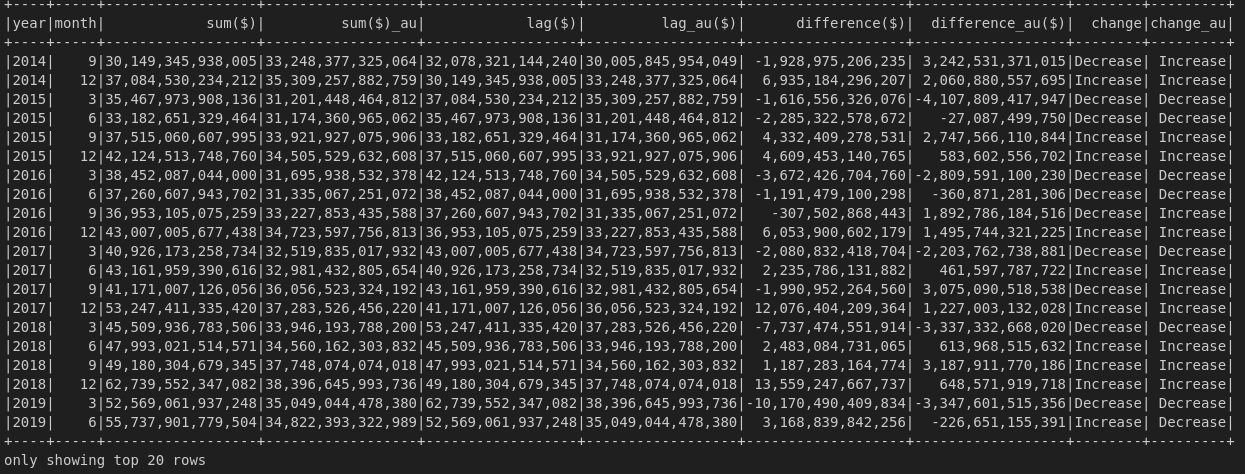 +----+-----+------------------+------------------+------------------+------------------+------------------+------------------+--------+---------+
|year|month|            sum($)|         sum($)_au|            lag($)|         lag_au($)|     difference($)|  difference_au($)|  change|change_au|
+----+-----+------------------+------------------+------------------+------------------+------------------+------------------+--------+---------+
|2014|    9|30,149,345,938,005|33,248,377,325,064|32,078,321,144,240|30,005,845,954,049|-1,928,975,206,235| 3,242,531,371,015|Decrease| Increase|
|2014|   12|37,084,530,234,212|35,309,257,882,759|30,149,345,938,005|33,248,377,325,064| 6,935,184,296,207| 2,060,880,557,695|Increase| Increase|
|2015|    3|35,467,973,908,136|31,201,448,464,812|37,084,530,234,212|35,309,257,882,759|-1,616,556,326,076|-4,107,809,417,947|Decrease| Decrease|
|2015|    6|33,182,651,329,464|31,174,360,965,062|35,467,973,908,136|31,201,448,464,812|-2,285,322,578,672|   -27,087,499,750|Decrease| Decrease|
|2015|    9|37,515,060,607,995|33,921,927,075,906|33,182,651,329,464|31,174,360,965,062| 4,332,409,278,531| 2,747,566,110,844|Increase| Increase|
|2015|   12|42,124,513,748,760|34,505,529,632,608|37,515,060,607,995|33,921,927,075,906| 4,609,453,140,765|   583,602,556,702|Increase| Increase|
|2016|    3|38,452,087,044,000|31,695,938,532,378|42,124,513,748,760|34,505,529,632,608|-3,672,426,704,760|-2,809,591,100,230|Decrease| Decrease|
|2016|    6|37,260,607,943,702|31,335,067,251,072|38,452,087,044,000|31,695,938,532,378|-1,191,479,100,298|  -360,871,281,306|Decrease| Decrease|
|2016|    9|36,953,105,075,259|33,227,853,435,588|37,260,607,943,702|31,335,067,251,072|  -307,502,868,443| 1,892,786,184,516|Decrease| Increase|
|2016|   12|43,007,005,677,438|34,723,597,756,813|36,953,105,075,259|33,227,853,435,588| 6,053,900,602,179| 1,495,744,321,225|Increase| Increase|
|2017|    3|40,926,173,258,734|32,519,835,017,932|43,007,005,677,438|34,723,597,756,813|-2,080,832,418,704|-2,203,762,738,881|Decrease| Decrease|
|2017|    6|43,161,959,390,616|32,981,432,805,654|40,926,173,258,734|32,519,835,017,932| 2,235,786,131,882|   461,597,787,722|Increase| Increase|
|2017|    9|41,171,007,126,056|36,056,523,324,192|43,161,959,390,616|32,981,432,805,654|-1,990,952,264,560| 3,075,090,518,538|Decrease| Increase|
|2017|   12|53,247,411,335,420|37,283,526,456,220|41,171,007,126,056|36,056,523,324,192|12,076,404,209,364| 1,227,003,132,028|Increase| Increase|
|2018|    3|45,509,936,783,506|33,946,193,788,200|53,247,411,335,420|37,283,526,456,220|-7,737,474,551,914|-3,337,332,668,020|Decrease| Decrease|
|2018|    6|47,993,021,514,571|34,560,162,303,832|45,509,936,783,506|33,946,193,788,200| 2,483,084,731,065|   613,968,515,632|Increase| Increase|
|2018|    9|49,180,304,679,345|37,748,074,074,018|47,993,021,514,571|34,560,162,303,832| 1,187,283,164,774| 3,187,911,770,186|Increase| Increase|
|2018|   12|62,739,552,347,082|38,396,645,993,736|49,180,304,679,345|37,748,074,074,018|13,559,247,667,737|   648,571,919,718|Increase| Increase|
|2019|    3|52,569,061,937,248|35,049,044,478,380|62,739,552,347,082|38,396,645,993,736|-10,170,490,409,834|-3,347,601,515,356|Decrease| Decrease|
|2019|    6|55,737,901,779,504|34,822,393,322,989|52,569,061,937,248|35,049,044,478,380| 3,168,839,842,256|  -226,651,155,391|Increase| Decrease|
+----+-----+------------------+------------------+------------------+------------------+------------------+------------------+--------+---------+
only showing top 20 rows